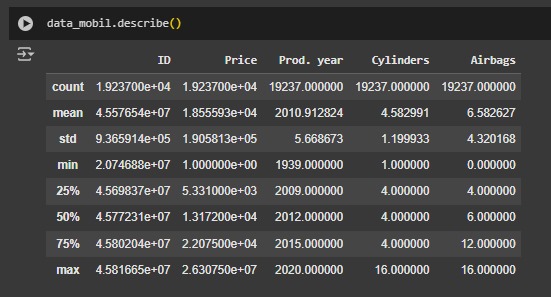 data_mobil.describe()
ID Price Prod. year Cylinders Airbags
count 1.923700e+04 1.923700e+04 19237.000000 19237.000000 19237.000000
mean 4.557654e+07 1.855593e+04 2010.912824 4.582991 6.582627
std 9.365914e+05 1.905813e+05 5.668673 1.199933 4.320168
min 2.074688e+07 1.000000e+00 1939.000000 1.000000 0.000000
25% 4.569837e+07 5.331000e+03 2009.000000 4.000000 4.000000
50% 4.577231e+07 1.317200e+04 2012.000000 4.000000 6.000000
75% 4.580204e+07 2.207500e+04 2015.000000 4.000000 12.000000
max 4.581665e+07 2.630750e+07 2020.000000 16.000000 16.000000